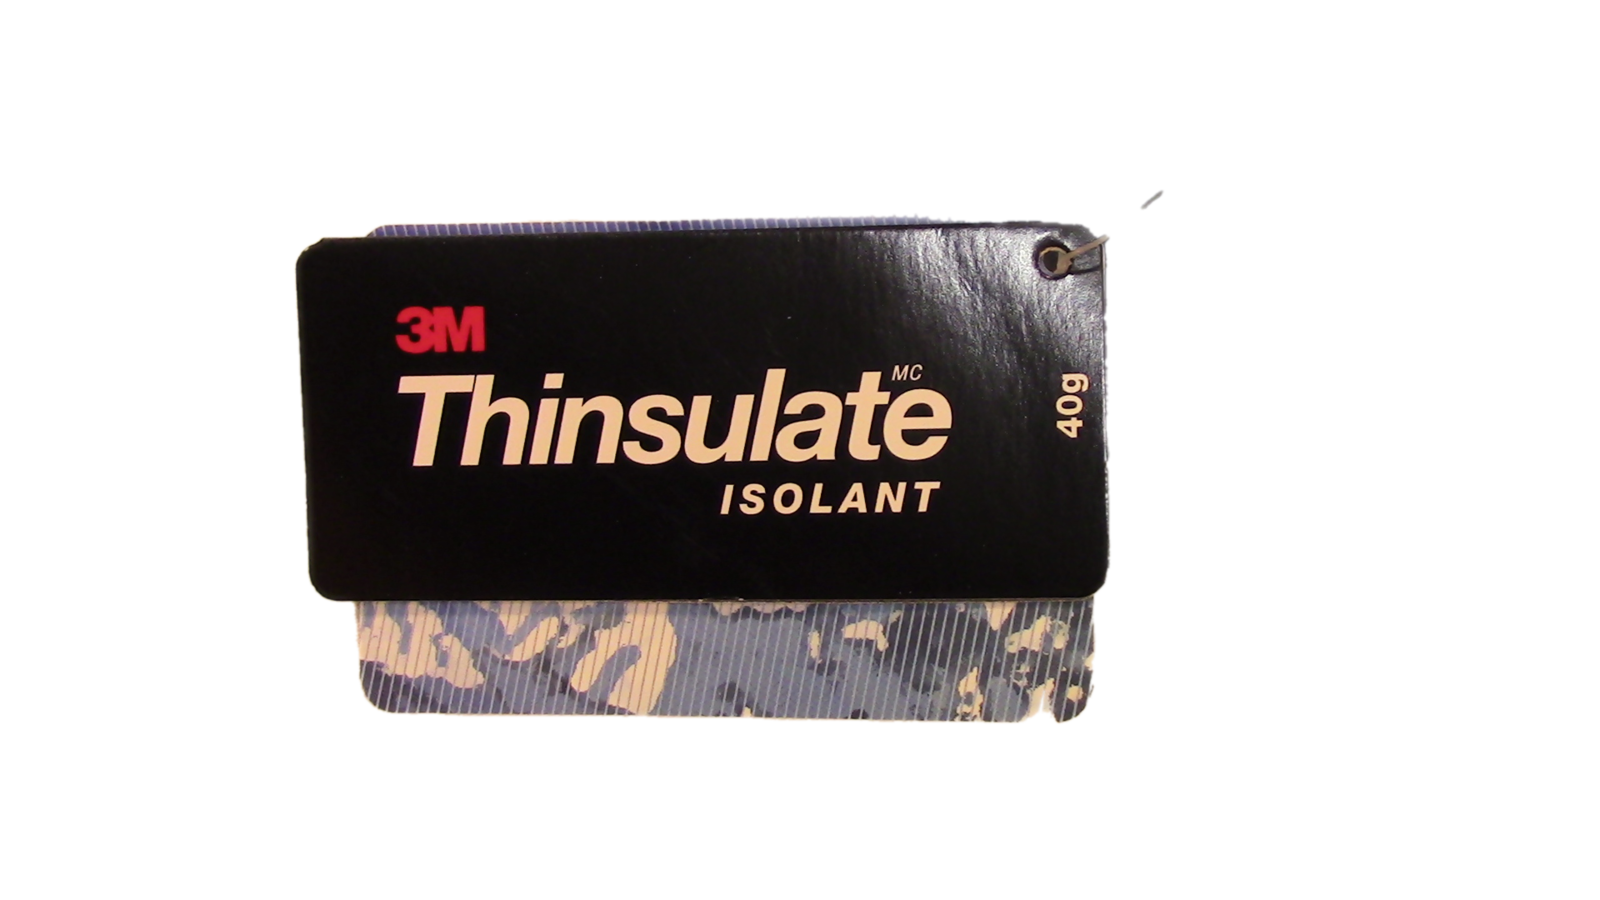 3M
Thinsulate MC
ISOLANT
40g